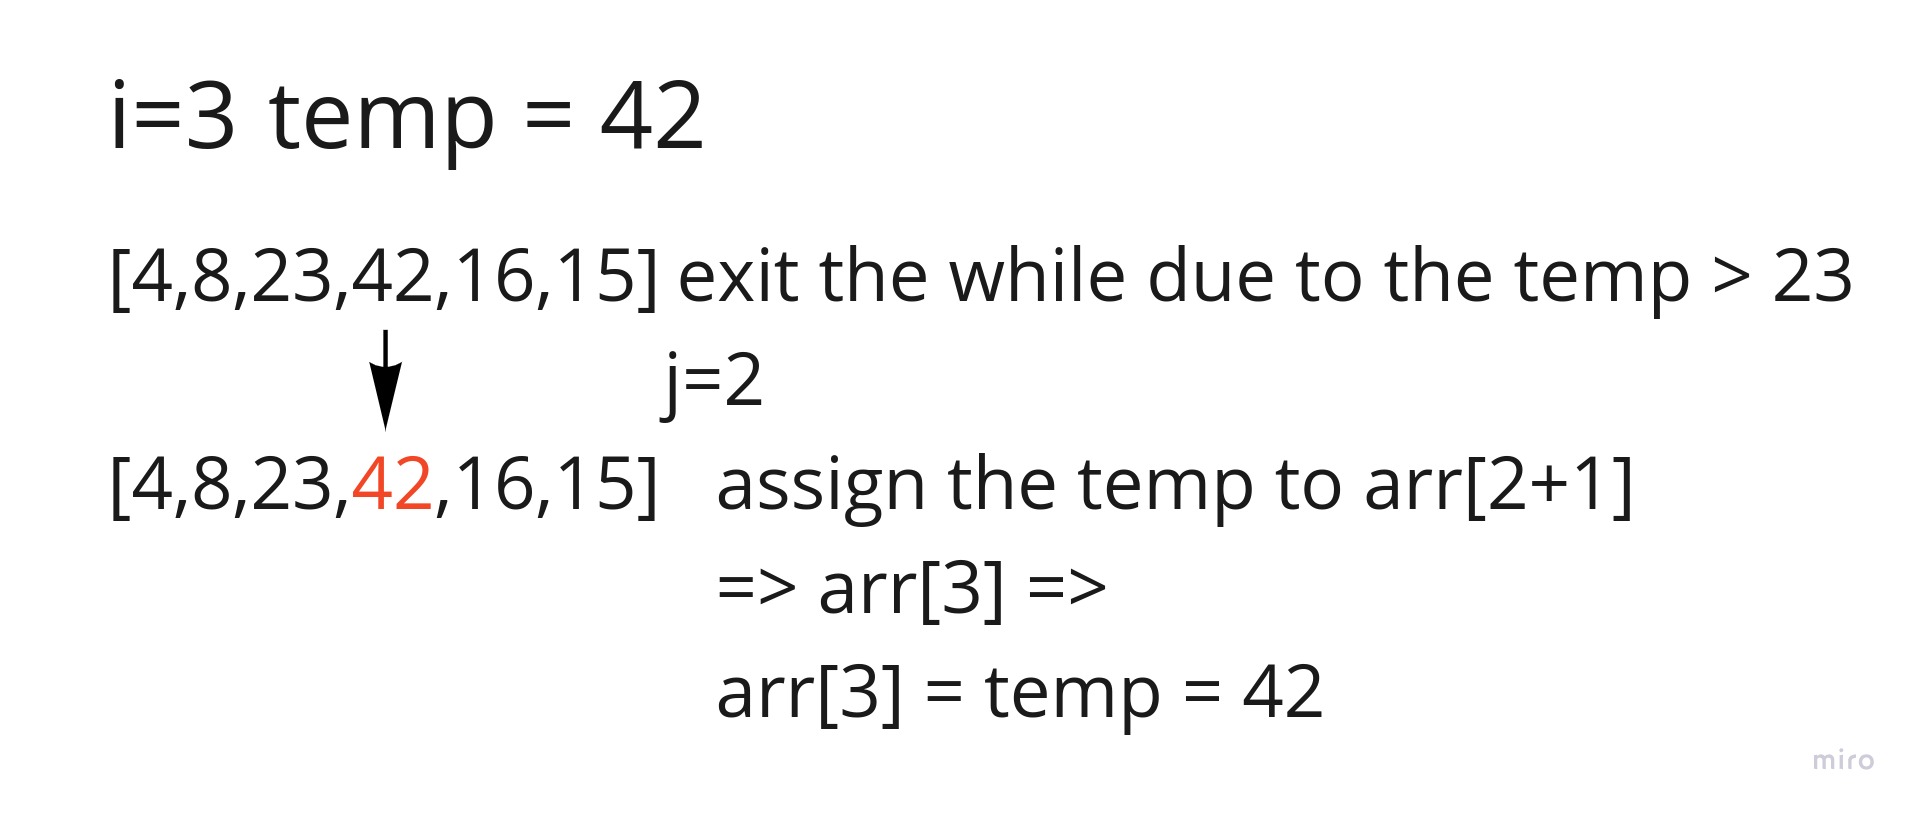 i=3 temp = 42
[4,8,23,42,16,15] exit the while due to the temp > 23
j=2
[4,8,23,42,16,15] assign the temp to arr[2+1]
=> arr[3] =>
arr[3] = temp = 42
miro